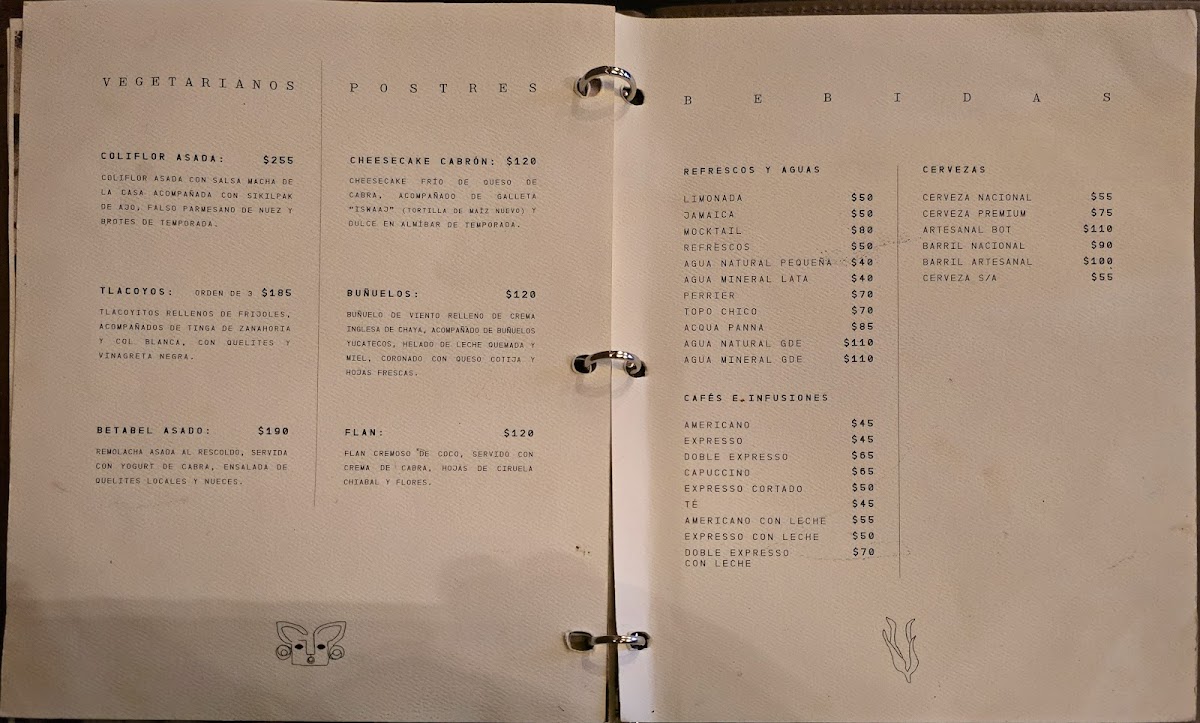 VEGETARIANOS
COLIFLOR ASADA: $255
COLIFLOR ASADA CON SALSA MACHA DE
LA CASA ACOMPAÑADA CON SIKILPAK
DE AJO, FALSO PARMESANO DE NUEZ Y
BROTES DE TEMPORADA.
TLACOYOS: ORDEN DE 3 $185
TLACOYITOS RELLENOS DE FRIJOLES,
ACOMPAÑADOS DE TINGA DE ZANAHORIA
Y COL BLANCA, CON QUELITES Y
VINAGRETA NEGRA.
BETABEL ASADO: $190
REMOLACHA ASADA AL RESCOLDO, SERVIDA
CON YOGURT DE CABRA, ENSALADA DE
QUELITES LOCALES Y NUECES.
POSTRES
CHEESECAKE CABRÓN: $120
CHEESECAKE FRÍO DE QUESO DE
CABRA, ACOMPAÑADO DE GALLETA
"ISWAAJ" (TORTILLA DE MAÍZ NUEVO) Y
DULCE EN ALMÍBAR DE TEMPORADA.
BUÑUELOS: $120
BUÑUELO DE VIENTO RELLENO DE CREMA
INGLESA DE CHAYA, ACOMPAÑADO DE BUÑUELOS
YUCATECOS, HELADO DE LECHE QUEMADA Y
MIEL, CORONADO CON QUESO COTIJA Y
HOJAS FRESCAS.
FLAN: $120
FLAN CREMOSO DE COCO, SERVIDO CON
CREMA DE CABRA, HOJAS DE CIRUELA
CHIABAL Y FLORES.
BEBIDAS
REFRESCOS Y AGUAS
LIMONADA $50
JAMAICA $50
MOCKTAIL $80
REFRESCOS $50
AGUA NATURAL PEQUEÑA $40
AGUA MINERAL LATA $40
PERRIER $70
TOPO CHICO $70
ACQUA PANNA $85
AGUA NATURAL GDE $110
AGUA MINERAL GDE $110
CAFÉS E INFUSIONES
AMERICANO $45
EXPRESSO $45
DOBLE EXPRESSO $65
CAPUCCINO $65
EXPRESSO CORTADO $50
TÉ $45
AMERICANO CON LECHE $55
EXPRESSO CON LECHE $50
DOBLE EXPRESSO $70
CON LECHE
CERVEZAS
CERVEZA NACIONAL $55
CERVEZA PREMIUM $75
ARTESANAL BOT $110
BARRIL NACIONAL $90
BARRIL ARTESANAL $100
CERVEZA S/A $55